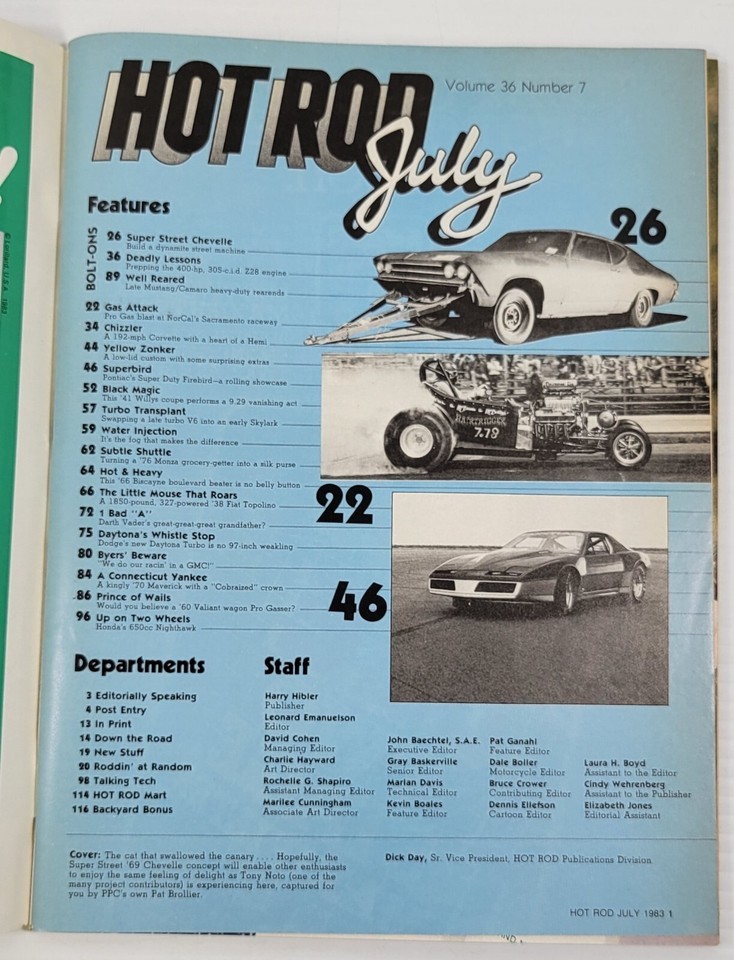 HOT ROD
July
Volume 36 Number 7
Features
BOLT-ONS
26 Super Street Chevelle
Build a dynamite street machine
36 Deadly Lessons
Prepping the 400-hp, 305-c.i.d. Z28 engine
89 Well Reared
Late Mustang/Camaro heavy-duty rearends
22 Gas Attack
Pro Gas blast at NorCal's Sacramento raceway
34 Chizzler
A 192-mph Corvette with a heart of a Hemi
44 Yellow Zonker
A low-lid custom with some surprising extras
46 Superbird
Pontiac's Super Duty Firebird—a rolling showcase
52 Black Magic
This '41 Willys coupe performs a 9.29 vanishing act
57 Turbo Transplant
Swapping a late turbo V6 into an early Skylark
59 Water Injection
It's the fog that makes the difference
62 Subtle Shuttle
Turning a '76 Monza grocery-getter into a silk purse
64 Hot & Heavy
This '66 Biscayne boulevard beater is no belly button
66 The Little Mouse That Roars
A 1850-pound, 327-powered '38 Fiat Topolino
72 1 Bad "A"
Darth Vader's great-great-great grandfather?
75 Daytona's Whistle Stop
Dodge's new Daytona Turbo is no 97-inch weakling
80 Byers' Beware
"We do our racin' in a GMC!"
84 A Connecticut Yankee
A kingly '70 Maverick with a "Cobraized" crown
86 Prince of Wails
Would you believe a '60 Valiant wagon Pro Gasser?
96 Up on Two Wheels
Honda's 650cc Nighthawk
26
7.79
22
46
Departments
3 Editorially Speaking
4 Post Entry
13 In Print
14 Down the Road
19 New Stuff
20 Roddin' at Random
98 Talking Tech
114 HOT ROD Mart
116 Backyard Bonus
Staff
Harry Hibler
Publisher
Leonard Emanuelson
Editor
David Cohen
Managing Editor
Charlie Hayward
Art Director
Rochelle G. Shapiro
Assistant Managing Editor
Marilee Cunningham
Associate Art Director
John Baechtel, S.A.E.
Executive Editor
Gray Baskerville
Senior Editor
Marlan Davis
Technical Editor
Kevin Boales
Feature Editor
Pat Ganahl
Feature Editor
Dale Boller
Motorcycle Editor
Bruce Crower
Contributing Editor
Dennis Ellefson
Cartoon Editor
Laura H. Boyd
Assistant to the Editor
Cindy Wehrenberg
Assistant to the Publisher
Elizabeth Jones
Editorial Assistant
Cover: The cat that swallowed the canary . . . . Hopefully, the
Super Street '69 Chevelle concept will enable other enthusiasts
to enjoy the same feeling of delight as Tony Noto (one of the
many project contributors) is experiencing here, captured for
you by PPC's own Pat Brollier.
Dick Day, Sr. Vice President, HOT ROD Publications Division
HOT ROD JULY 1983 1